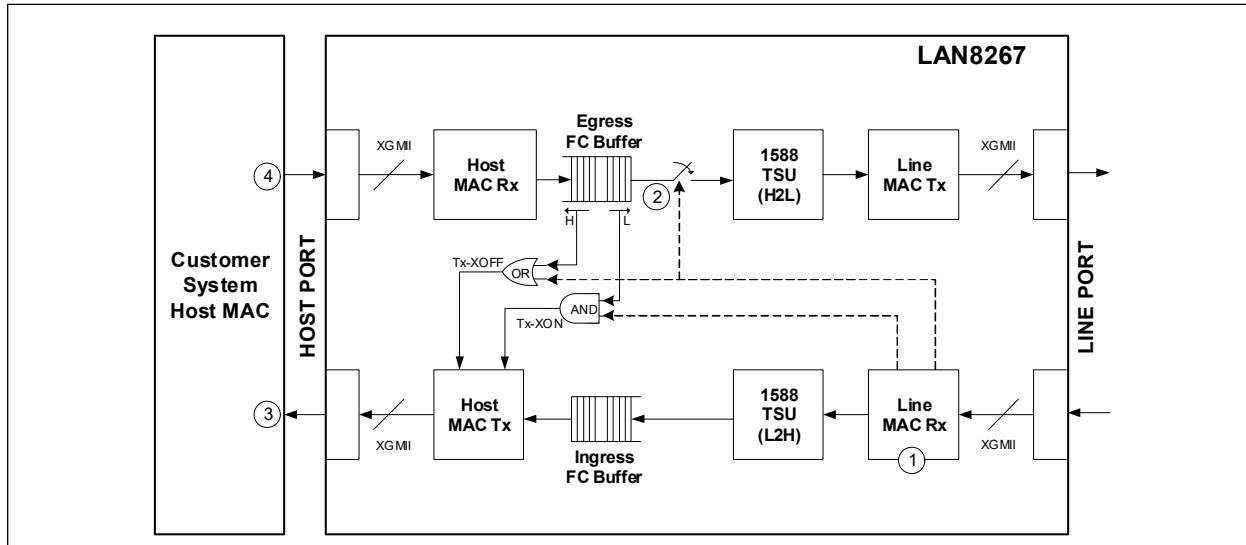 LAN8267
Egress
FC Buffer
XGMII
Host
MAC Rx
1588
TSU
(H2L)
Line
MAC Tx
XGMII
4
2
H
L
Customer
System
Host MAC
HOST PORT
Tx-XOFF
OR
AND
Tx-XON
LINE PORT
3
XGMII
Host
MAC Tx
Ingress
FC Buffer
1588
TSU
(L2H)
Line
MAC Rx
1
XGMII